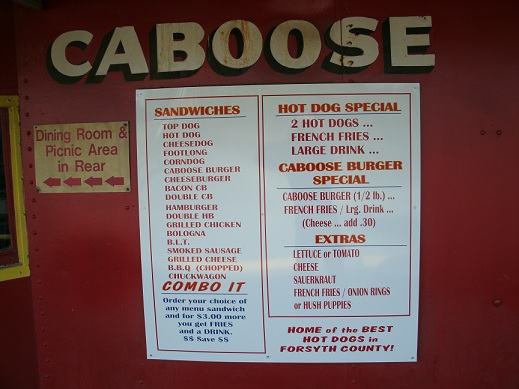 CABOOSE
Dining Room &
Picnic Area
in Rear
SANDWICHES
TOP DOG
HOT DOG
CHEESEDOG
FOOTLONG
CORNDOG
CABOOSE BURGER
CHEESEBURGER
BACON CB
DOUBLE CB
HAMBURGER
DOUBLE HB
GRILLED CHICKEN
BOLOGNA
B.L.T.
SMOKED SAUSAGE
GRILLED CHEESE
B.B.Q (CHOPPED)
CHUCKWAGON
COMBO IT
Order your choice of
any menu sandwich
and for $3.00 more
you get FRIES
and a DRINK.
$$ Save $$
HOT DOG SPECIAL
2 HOT DOGS ...
FRENCH FRIES ...
LARGE DRINK ...
CABOOSE BURGER
SPECIAL
CABOOSE BURGER (1/2 lb.) ...
FRENCH FRIES / Lrg. Drink ...
(Cheese ... add .30)
EXTRAS
LETTUCE or TOMATO
CHEESE
SAUERKRAUT
FRENCH FRIES / ONION RINGS
or HUSH PUPPIES
HOME of the BEST
HOT DOGS in
FORSYTH COUNTY!